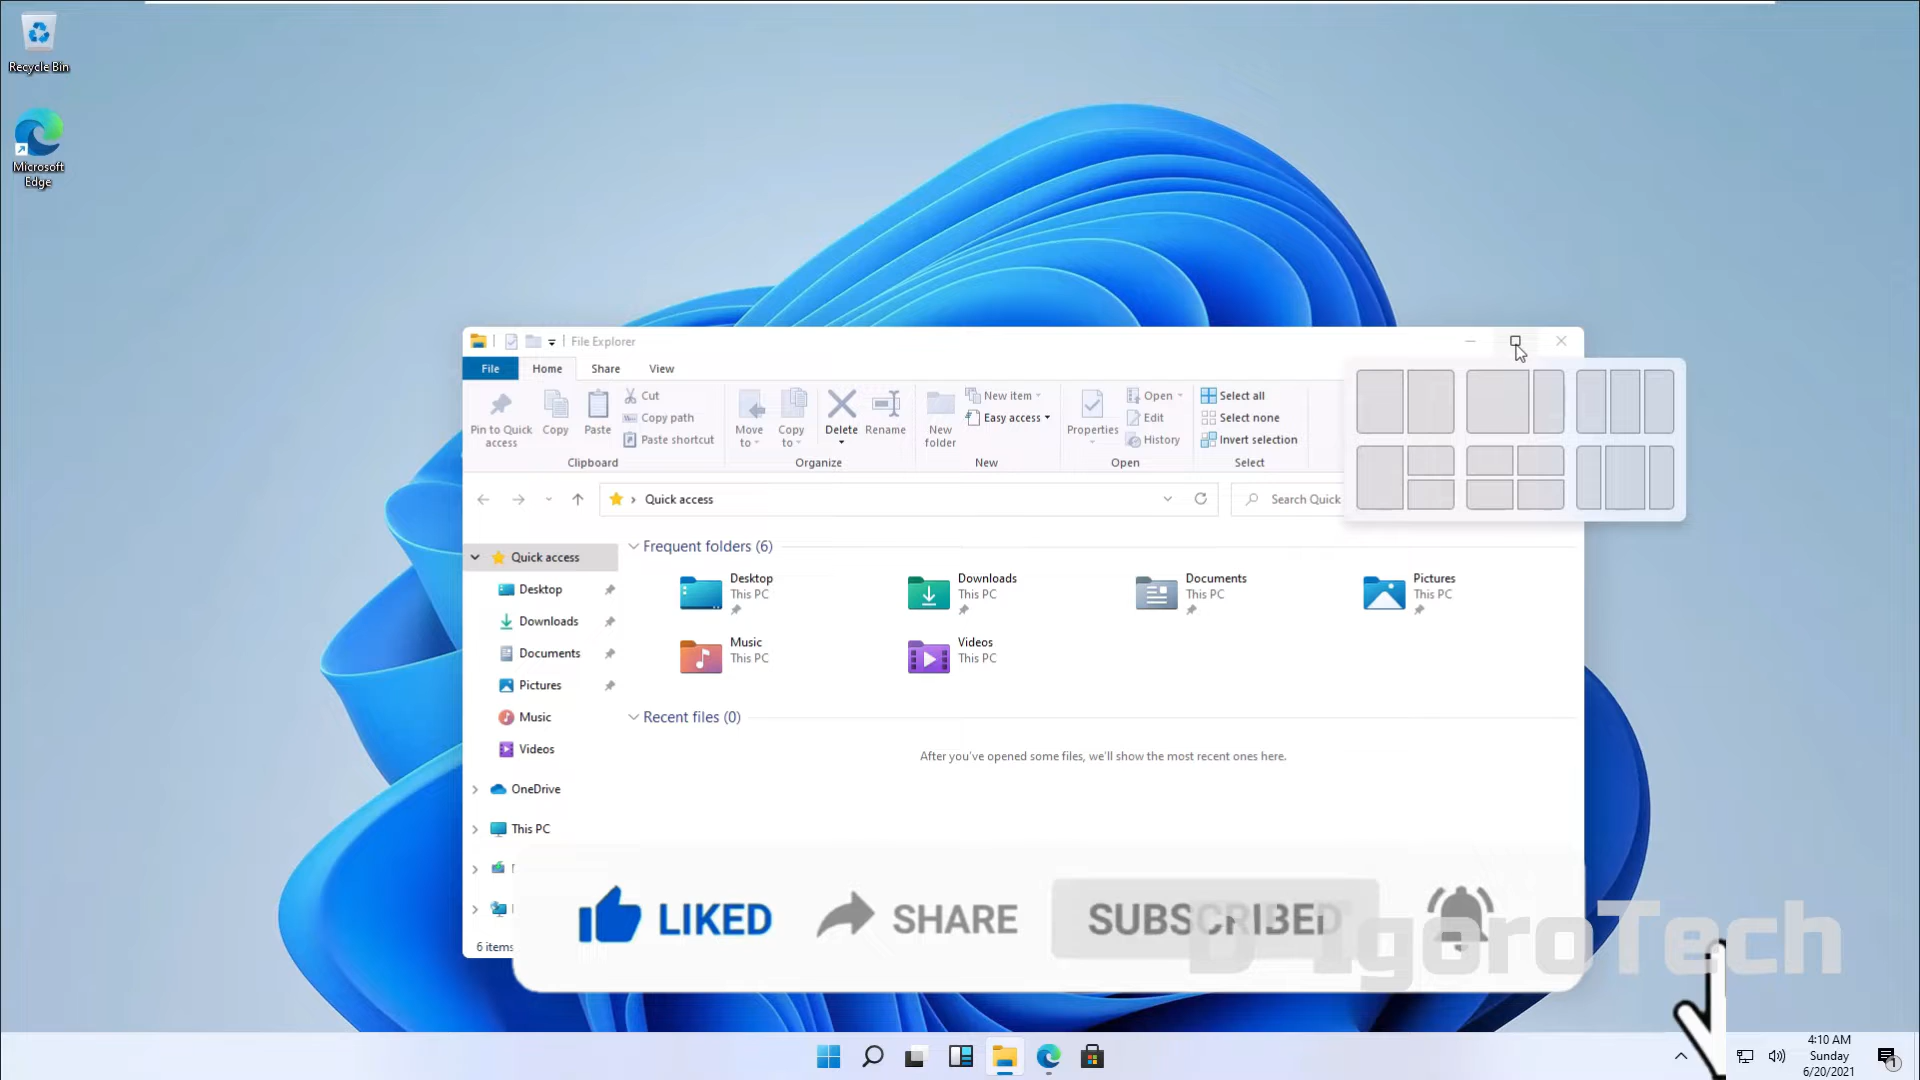 Recycle Bin
Microsoft
Edge
File Explorer
File Home Share View
Pin to Quick
access
Copy
Paste
Cut
Copy path
Paste shortcut
Clipboard
Move
to
Copy
to
Delete
Rename
Organize
New
folder
New item
Easy access
New
Properties
Open
Edit
History
Open
Select all
Select none
Invert selection
Select
Quick access
Search Quick
Quick access
Desktop
Downloads
Documents
Pictures
Music
Videos
OneDrive
This PC
6 items
Frequent folders (6)
Desktop
This PC
Downloads
This PC
Documents
This PC
Pictures
This PC
Music
This PC
Videos
This PC
Recent files (0)
After you've opened some files, we'll show the most recent ones here.
LIKED SHARE SUBSCRIBED
D-IgoroTech
4:10 AM
Sunday
6/20/2021
1